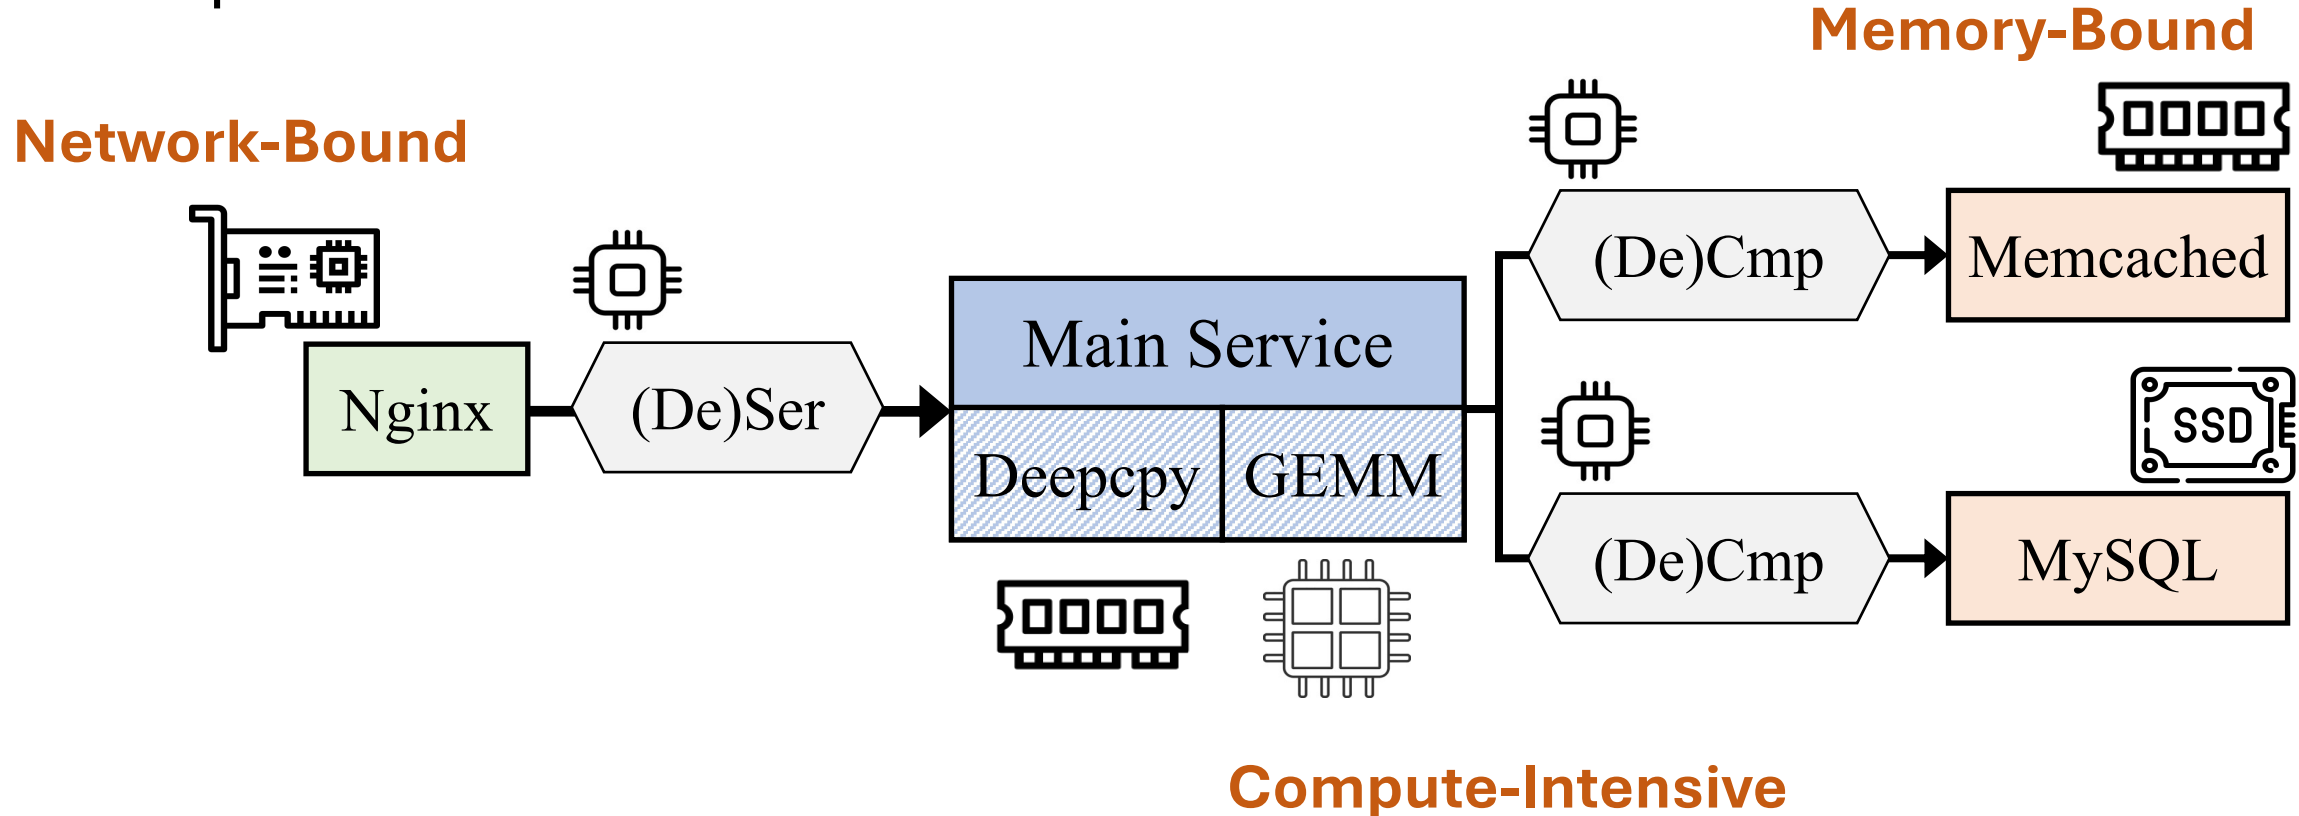 Memory-Bound
Network-Bound
(De)Cmp
Memcached
Main Service
Nginx
(De)Ser
SSD
Deepcpy
GEMM
(De)Cmp
MySQL
Compute-Intensive